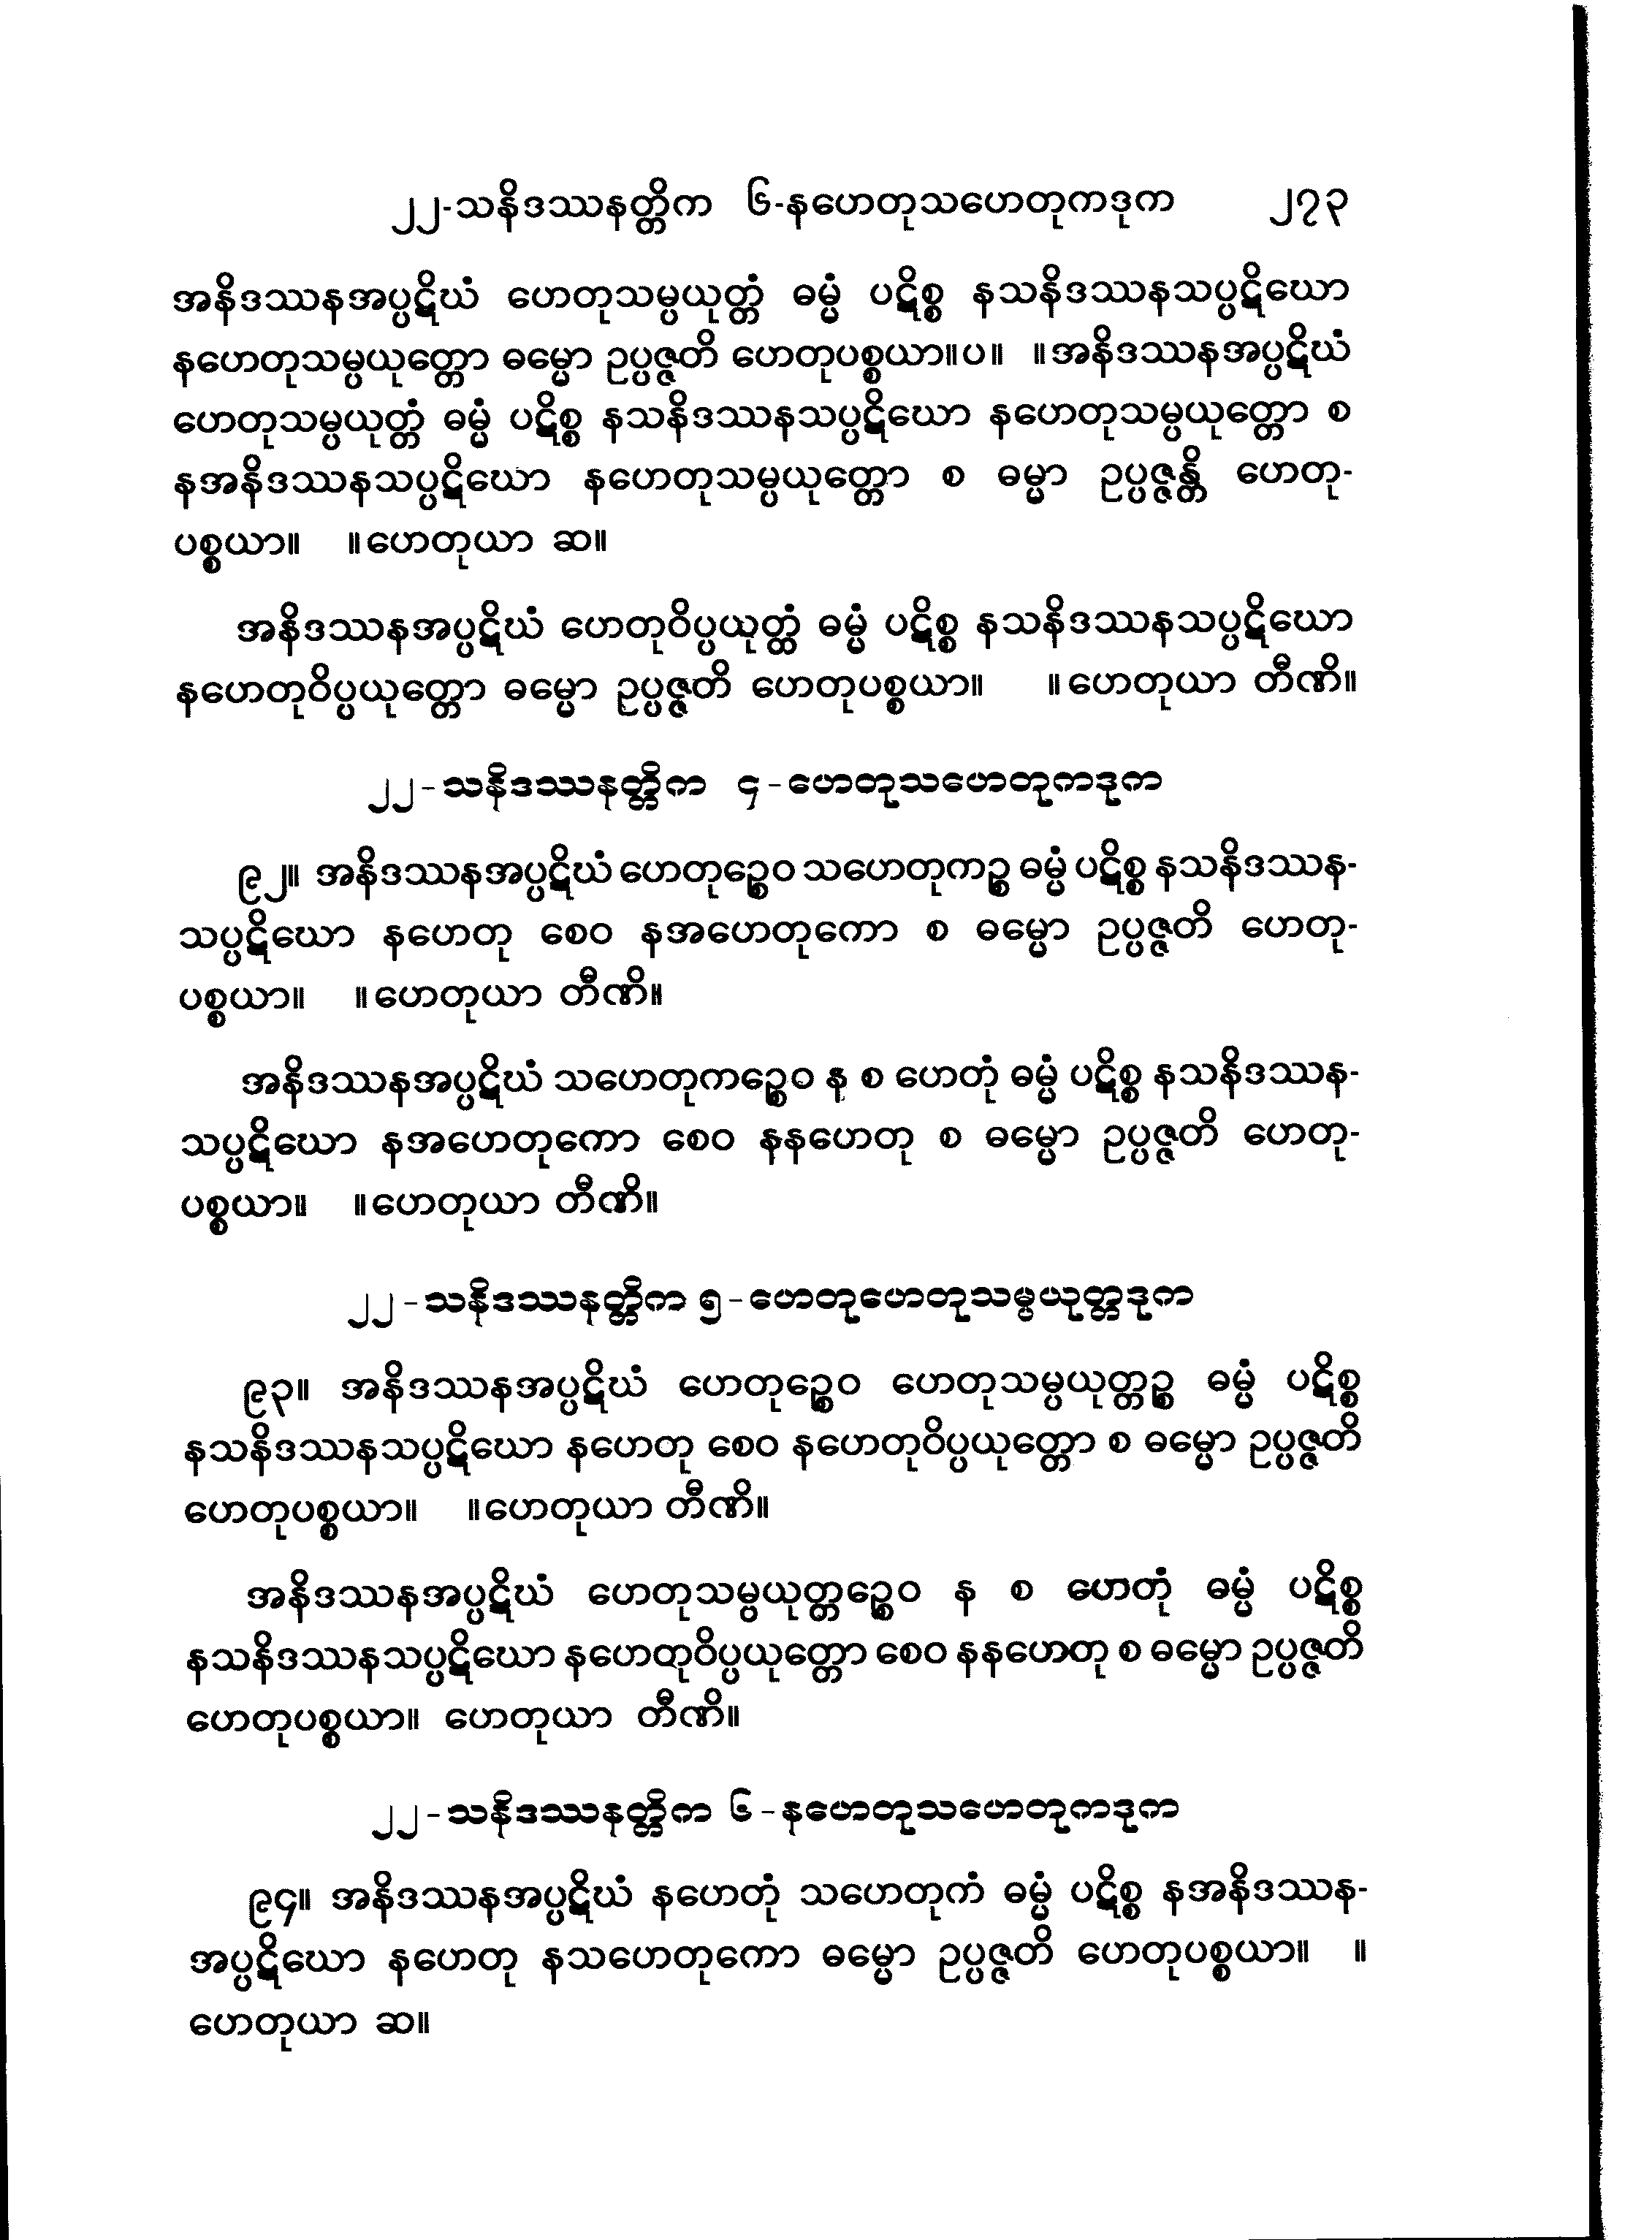 ၂၂-သနိဒဿနတ္တိက ၆-နဟေတုသဟေတုကဒုက ၂၇၃
အနိဒဿနအပ္ပဋိဃံ ဟေတုသမ္ပယုတ္တံ ဓမ္မံ ပဋိစ္စ နသနိဒဿနသပ္ပဋိဃော
နဟေတုသမ္ပယုတ္တော ဓမ္မော ဥပ္ပဇ္ဇတိ ဟေတုပစ္စယာ။ပ။ ။အနိဒဿနအပ္ပဋိဃံ
ဟေတုသမ္ပယုတ္တံ ဓမ္မံ ပဋိစ္စ နသနိဒဿနသပ္ပဋိဃော နဟေတုသမ္ပယုတ္တော စ
နအနိဒဿနသပ္ပဋိဃော နဟေတုသမ္ပယုတ္တော စ ဓမ္မာ ဥပ္ပဇ္ဇန္တိ ဟေတု-
ပစ္စယာ။ ။ဟေတုယာ ဆ။
အနိဒဿနအပ္ပဋိဃံ ဟေတုဝိပ္ပယုတ္ထံ ဓမ္မံ ပဋိစ္စ နသနိဒဿနသပ္ပဋိဃော
နဟေတုဝိပ္ပယုတ္တော ဓမ္မော ဥပ္ပဇ္ဇတိ ဟေတုပစ္စယာ။ ။ဟေတုယာ တီဏိ။
၂၂-သနိဒဿနတ္တိက ၄-ဟေတုသဟေတုကဒုက
၉၂။ အနိဒဿနအပ္ပဋိဃံ ဟေတုဉ္စေဝ သဟေတုကဉ္စ ဓမ္မံ ပဋိစ္စ နသနိဒဿန-
သပ္ပဋိဃော နဟေတု စေဝ နအဟေတုကော စ ဓမ္မော ဥပ္ပဇ္ဇတိ ဟေတု-
ပစ္စယာ။ ။ဟေတုယာ တီဏိ။
အနိဒဿနအပ္ပဋိဃံ သဟေတုကဉ္စေဝ န စ ဟေတုံ ဓမ္မံ ပဋိစ္စ နသနိဒဿန-
သပ္ပဋိဃော နအဟေတုကော စေဝ နနဟေတု စ ဓမ္မော ဥပ္ပဇ္ဇတိ ဟေတု-
ပစ္စယာ။ ။ဟေတုယာ တီဏိ။
၂၂-သနိဒဿနတ္တိက ၅-ဟေတုဟေတုသမ္ပယုတ္တဒုက
၉၃။ အနိဒဿနအပ္ပဋိဃံ ဟေတုဉ္စေဝ ဟေတုသမ္ပယုတ္တဉ္စ ဓမ္မံ ပဋိစ္စ
နသနိဒဿနသပ္ပဋိဃော နဟေတု စေဝ နဟေတုဝိပ္ပယုတ္တော စ ဓမ္မော ဥပ္ပဇ္ဇတိ
ဟေတုပစ္စယာ။ ။ဟေတုယာ တီဏိ။
အနိဒဿနအပ္ပဋိဃံ ဟေတုသမ္ပယုတ္တဉ္စေဝ န စ ဟေတုံ ဓမ္မံ ပဋိစ္စ
နသနိဒဿနသပ္ပဋိဃော နဟေတုဝိပ္ပယုတ္တော စေဝ နနဟေတု စ ဓမ္မော ဥပ္ပဇ္ဇတိ
ဟေတုပစ္စယာ။ ဟေတုယာ တီဏိ။
၂၂-သနိဒဿနတ္တိက ၆-နဟေတုသဟေတုကဒုက
၉၄။ အနိဒဿနအပ္ပဋိဃံ နဟေတုံ သဟေတုကံ ဓမ္မံ ပဋိစ္စ နအနိဒဿန-
အပ္ပဋိဃော နဟေတု နသဟေတုကော ဓမ္မော ဥပ္ပဇ္ဇတိ ဟေတုပစ္စယာ။ ။
ဟေတုယာ ဆ။